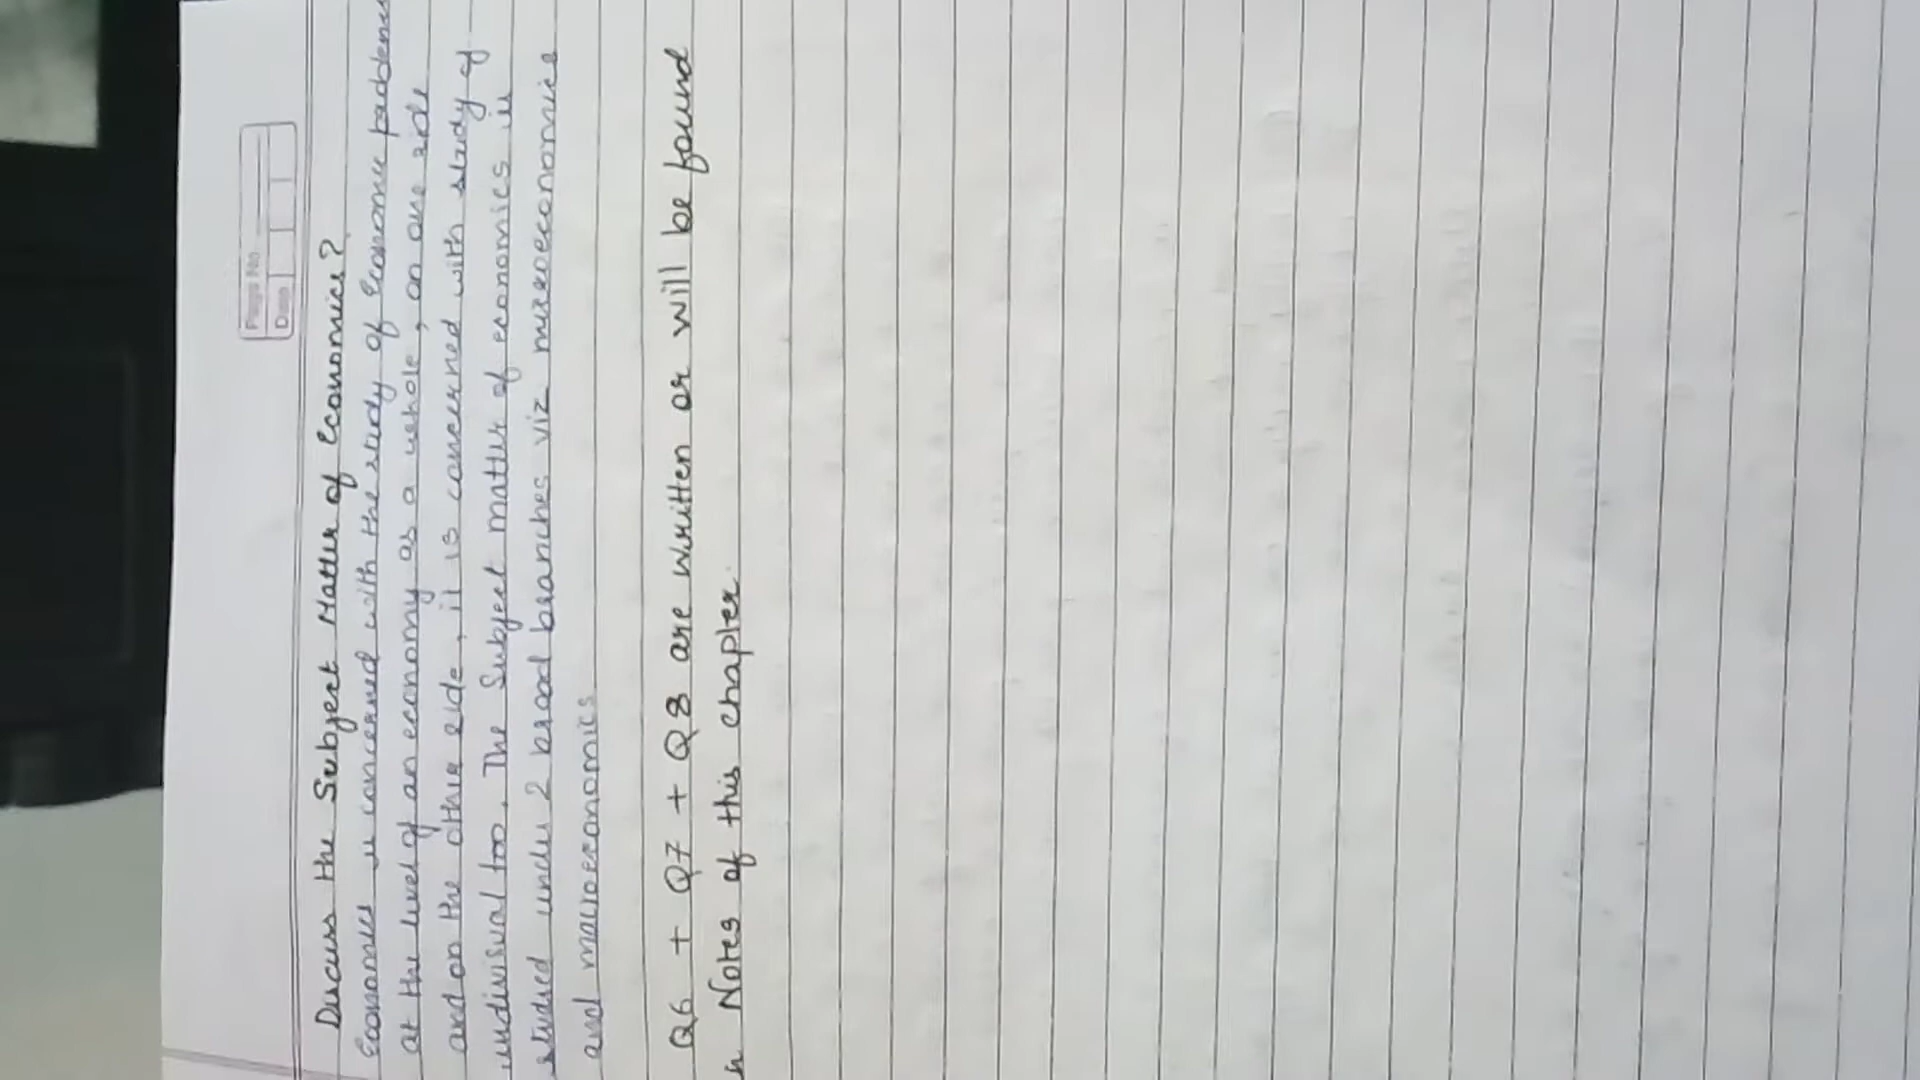 Page No.
Date
Discuss the Subject Matter of Economics?
Economics is concerned with the study of Economic problems
at the level of an economy as a whole, on one side
and on the other side, it is concerned with study of
indivisual too. The Subject matter of economics is
studied under 2 broad branches viz microeconomics
and macroeconomics
Q6 + Q7 + Q8 are written or will be found
Notes of this chapter.